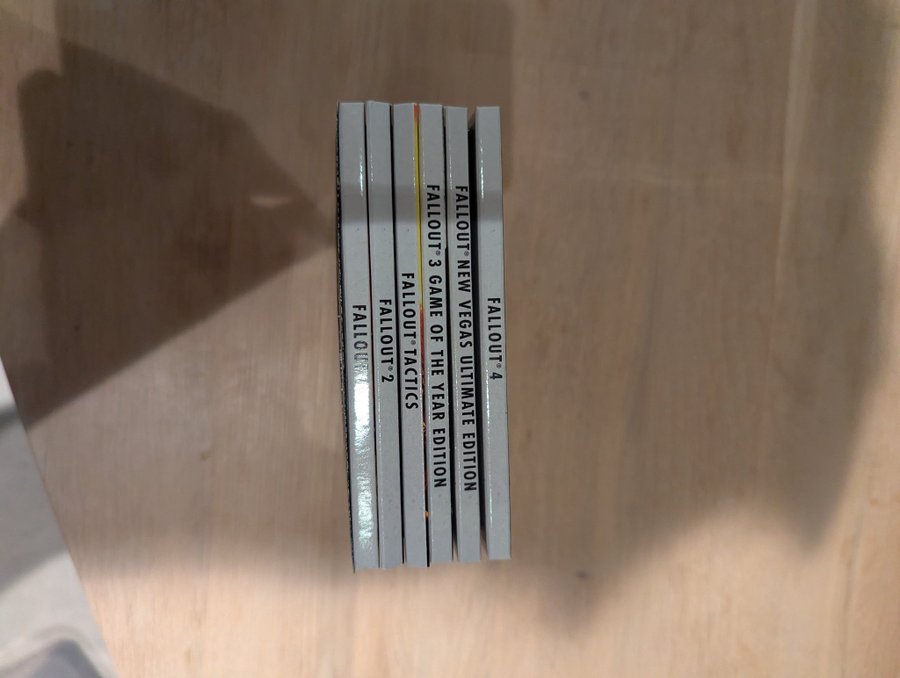 FALLOUT
FALLOUT® 2
FALLOUT® TACTICS
FALLOUT® 3 GAME OF THE YEAR EDITION
FALLOUT® NEW VEGAS ULTIMATE EDITION
FALLOUT® 4